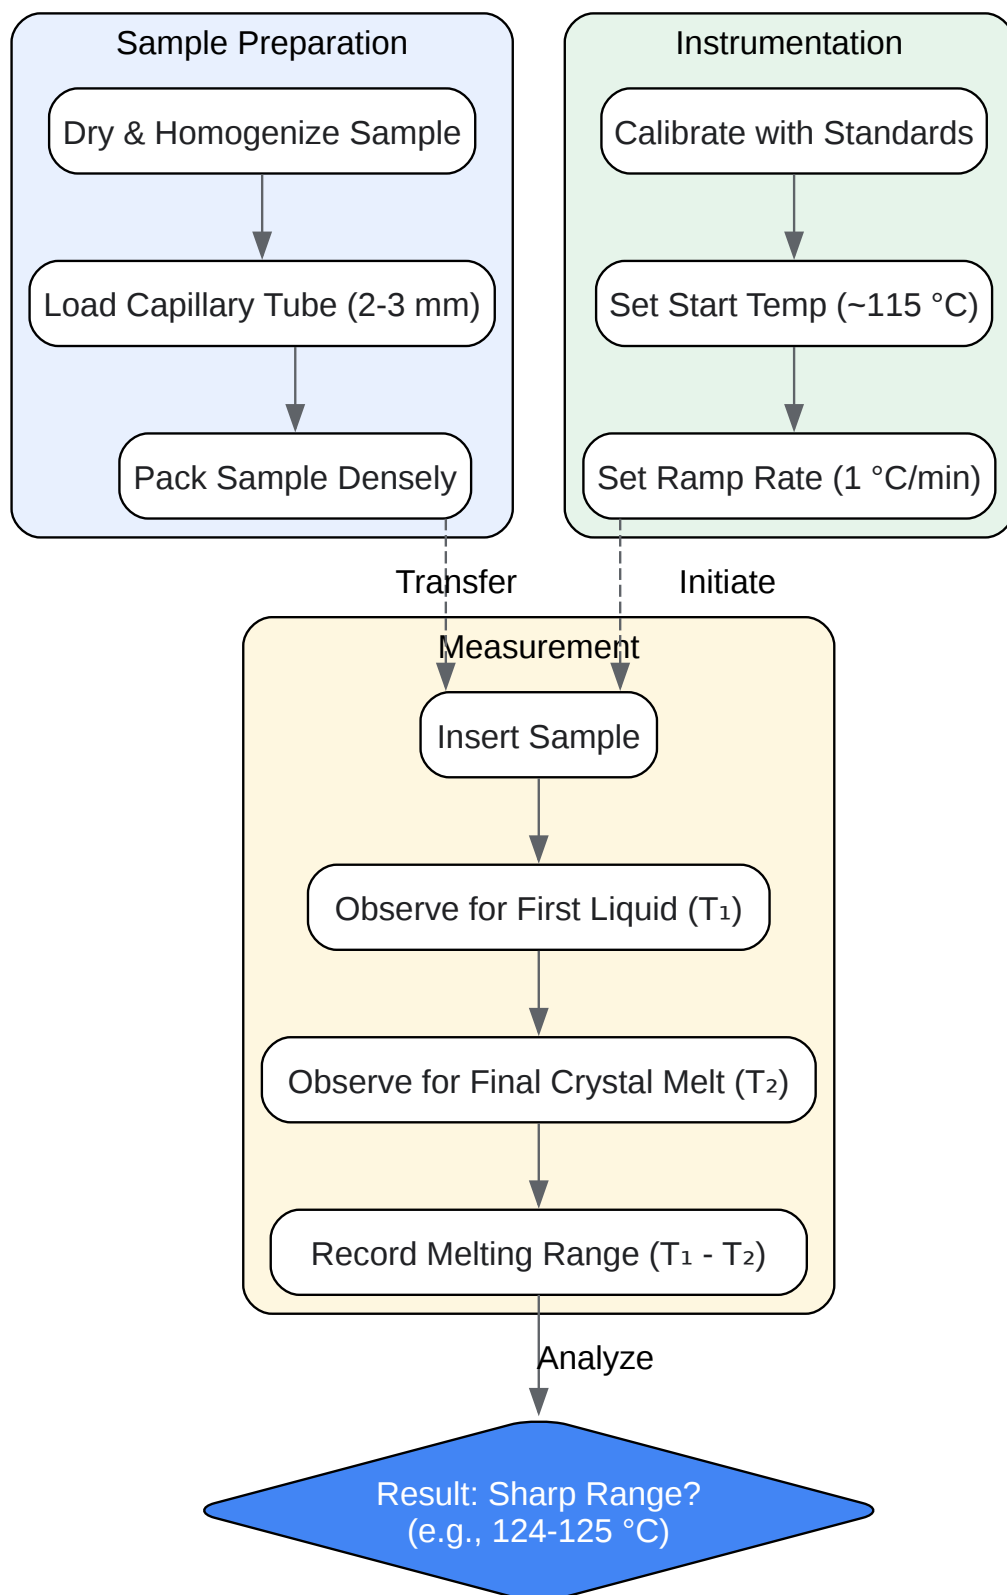 Sample Preparation
Dry & Homogenize Sample
Load Capillary Tube (2-3 mm)
Pack Sample Densely
Instrumentation
Calibrate with Standards
Set Start Temp (~115 °C)
Set Ramp Rate (1 °C/min)
Transfer
Initiate
Measurement
Insert Sample
Observe for First Liquid (T₁)
Observe for Final Crystal Melt (T₂)
Record Melting Range (T₁ - T₂)
Analyze
Result: Sharp Range?
(e.g., 124-125 °C)